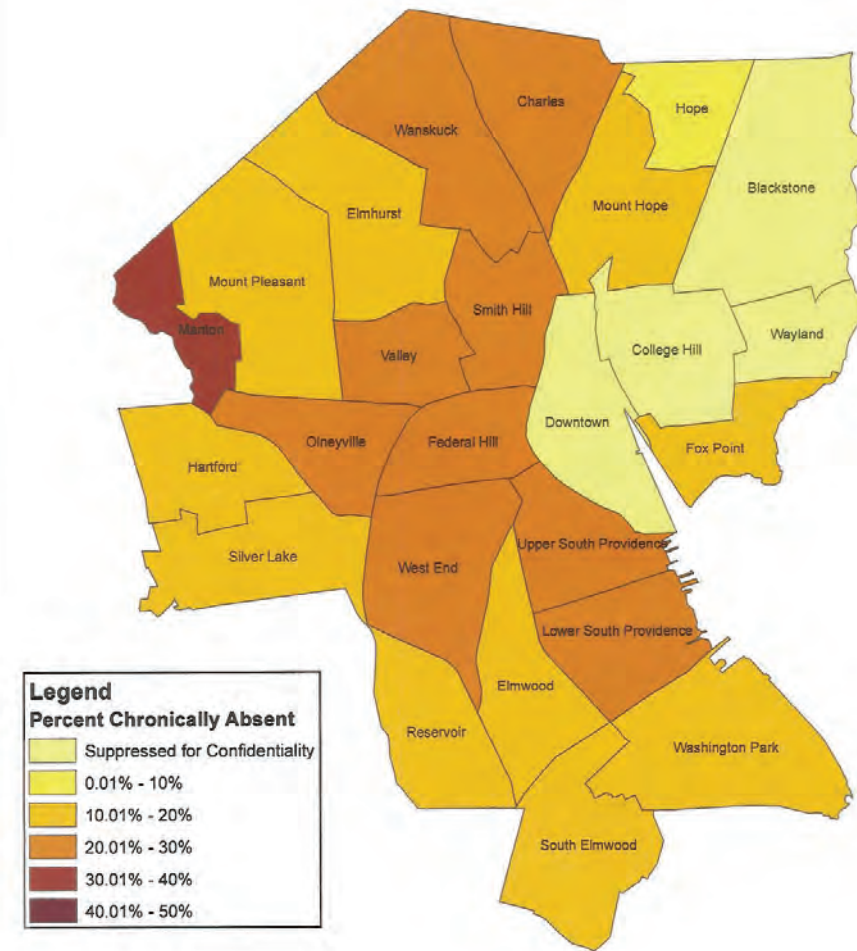 Charles
Wanskuck
Hope
Blackstone
Mount Hope
Elmhurst
Mount Pleasant
Smith Hill
Manton
Wayland
College Hill
Valley
Downtown
Olneyville
Federal Hill
Fox Point
Hartford
Upper South Providence
Silver Lake
West End
Lower South Providence
Elmwood
Reservoir
Washington Park
South Elmwood
Legend
Percent Chronically Absent
Suppressed for Confidentiality
0.01% - 10%
10.01% - 20%
20.01% - 30%
30.01% - 40%
40.01% - 50%